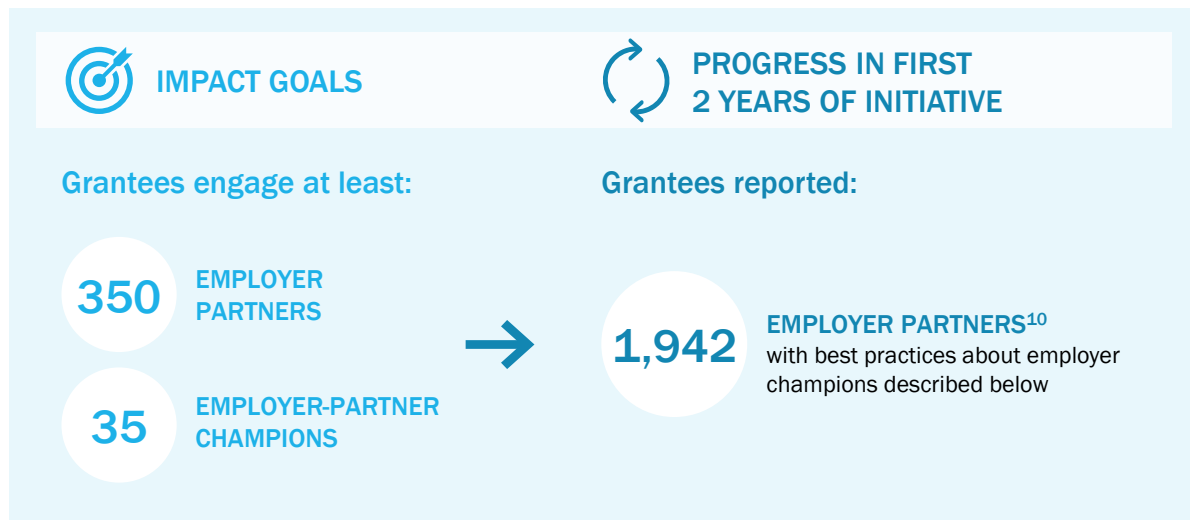 IMPACT GOALS
PROGRESS IN FIRST
2 YEARS OF INITIATIVE
Grantees engage at least:
350
EMPLOYER
PARTNERS
35
EMPLOYER-PARTNER
CHAMPIONS
Grantees reported:
1,942
EMPLOYER PARTNERS¹⁰
with best practices about employer
champions described below